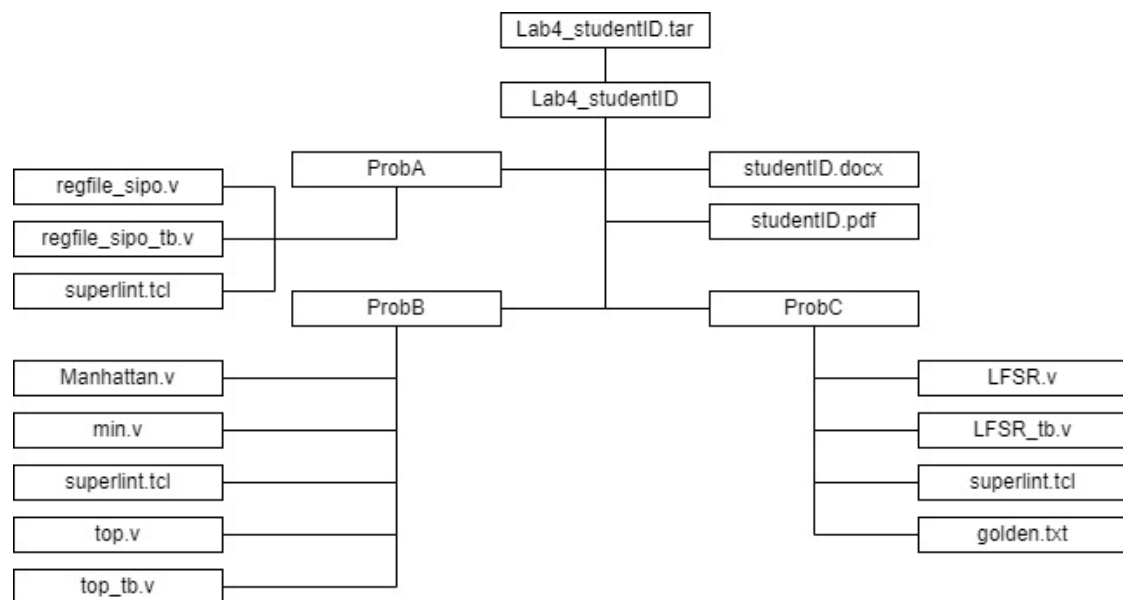 Lab4_studentID.tar
Lab4_studentID
ProbA
studentID.docx
regfile_sipo.v
studentID.pdf
regfile_sipo_tb.v
superlint.tcl
ProbB
ProbC
Manhattan.v
LFSR.v
min.v
LFSR_tb.v
superlint.tcl
superlint.tcl
top.v
golden.txt
top_tb.v